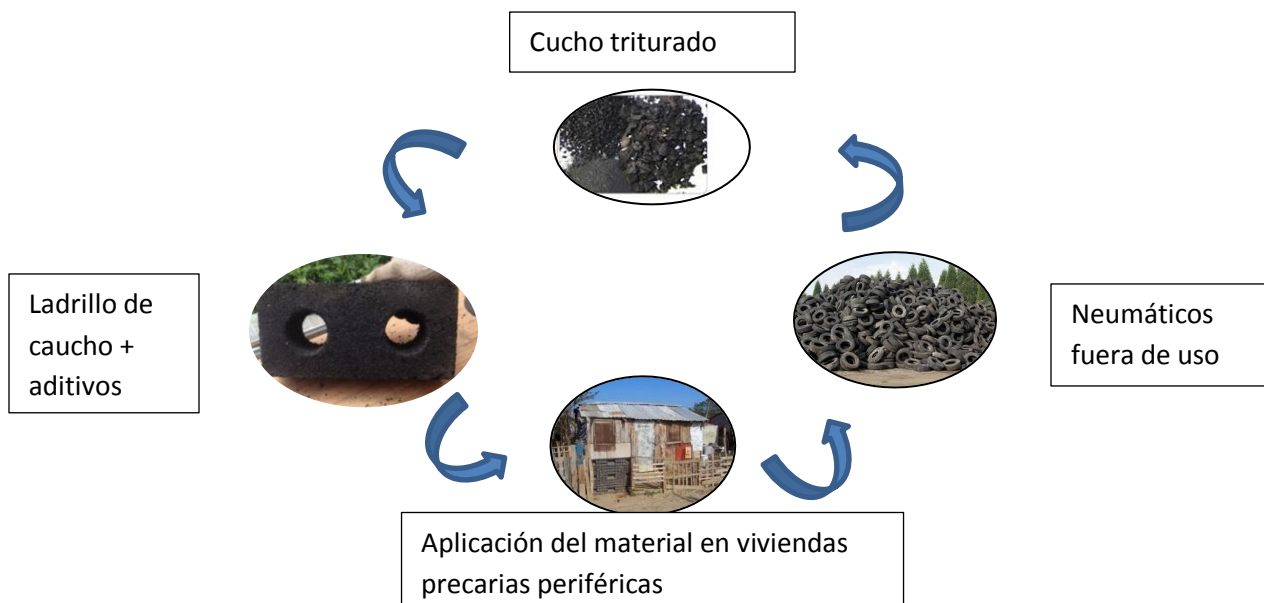 Cucho triturado
Ladrillo de
caucho +
aditivos
Neumáticos
fuera de uso
Aplicación del material en viviendas
precarias periféricas